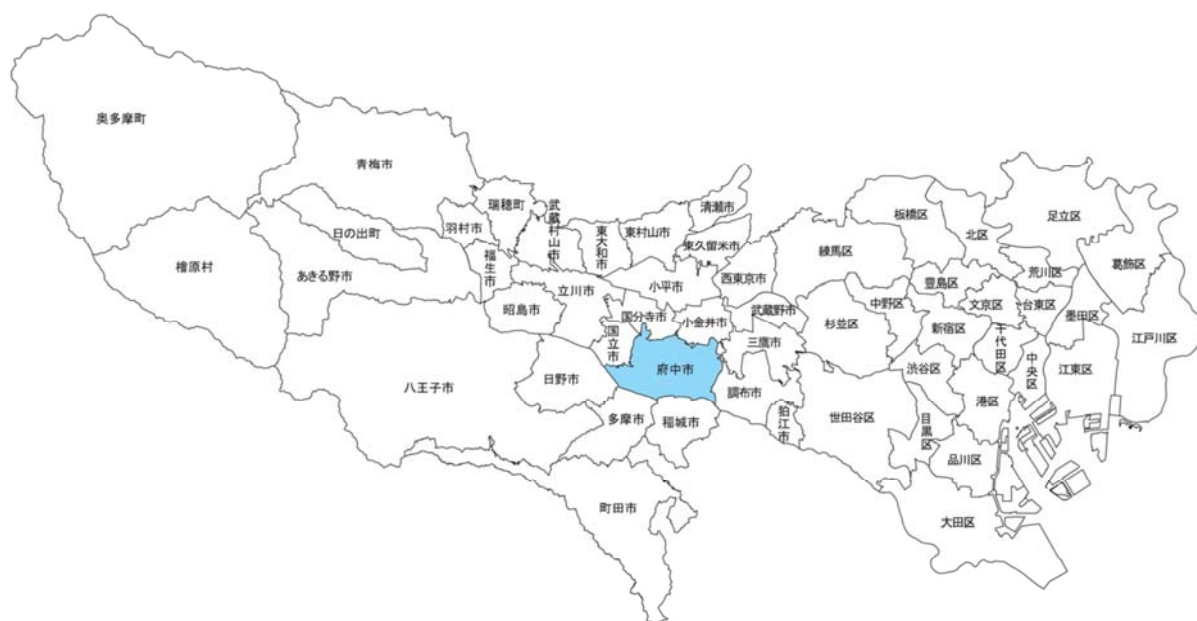 奥多摩町
青梅市
瑞穂町
武蔵村山市
羽村市
日の出町
檜原村
あきる野市
福生市
昭島市
立川市
東大和市
東村山市
清瀬市
東久留米市
小平市
西東京市
国分寺市
小金井市
武蔵野市
国立市
三鷹市
府中市
調布市
狛江市
日野市
八王子市
多摩市
稲城市
町田市
練馬区
板橋区
北区
足立区
葛飾区
荒川区
豊島区
文京区
台東区
中野区
杉並区
新宿区
千代田区
墨田区
江戸川区
中央区
江東区
渋谷区
港区
世田谷区
目黒区
品川区
大田区